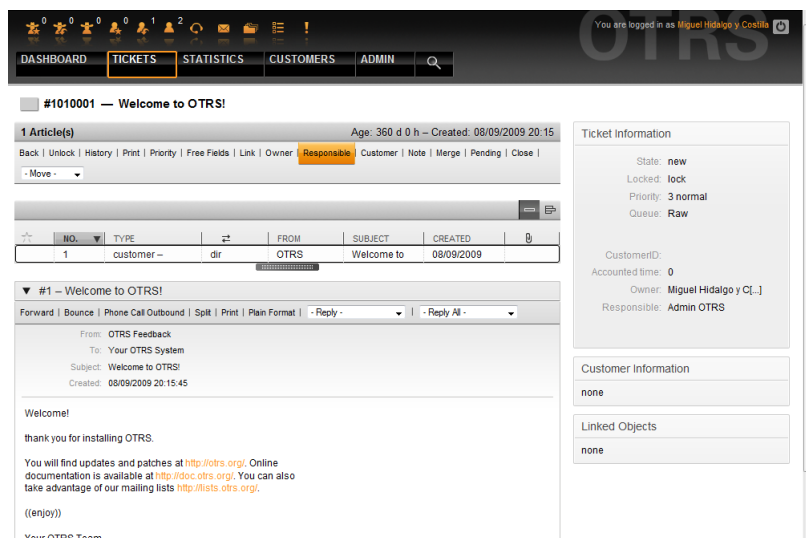 0 0 0 0 1 2
You are logged in as Miguel Hidalgo y Costilla
OTRS
DASHBOARD TICKETS STATISTICS CUSTOMERS ADMIN
#1010001 — Welcome to OTRS!
1 Article(s) Age: 360 d 0 h – Created: 08/09/2009 20:15
Back | Unlock | History | Print | Priority | Free Fields | Link | Owner | Responsible | Customer | Note | Merge | Pending | Close |
- Move -
NO. TYPE FROM SUBJECT CREATED
1 customer – dir OTRS Welcome to 08/09/2009
▼ #1 – Welcome to OTRS!
Forward | Bounce | Phone Call Outbound | Split | Print | Plain Format | - Reply - | - Reply All -
From: OTRS Feedback
To: Your OTRS System
Subject: Welcome to OTRS!
Created: 08/09/2009 20:15:45
Welcome!
thank you for installing OTRS.
You will find updates and patches at http://otrs.org/. Online
documentation is available at http://doc.otrs.org/. You can also
take advantage of our mailing lists http://lists.otrs.org/.
((enjoy))
Your OTRS Team
Ticket Information
State: new
Locked: lock
Priority: 3 normal
Queue: Raw
CustomerID:
Accounted time: 0
Owner: Miguel Hidalgo y C[...]
Responsible: Admin OTRS
Customer Information
none
Linked Objects
none